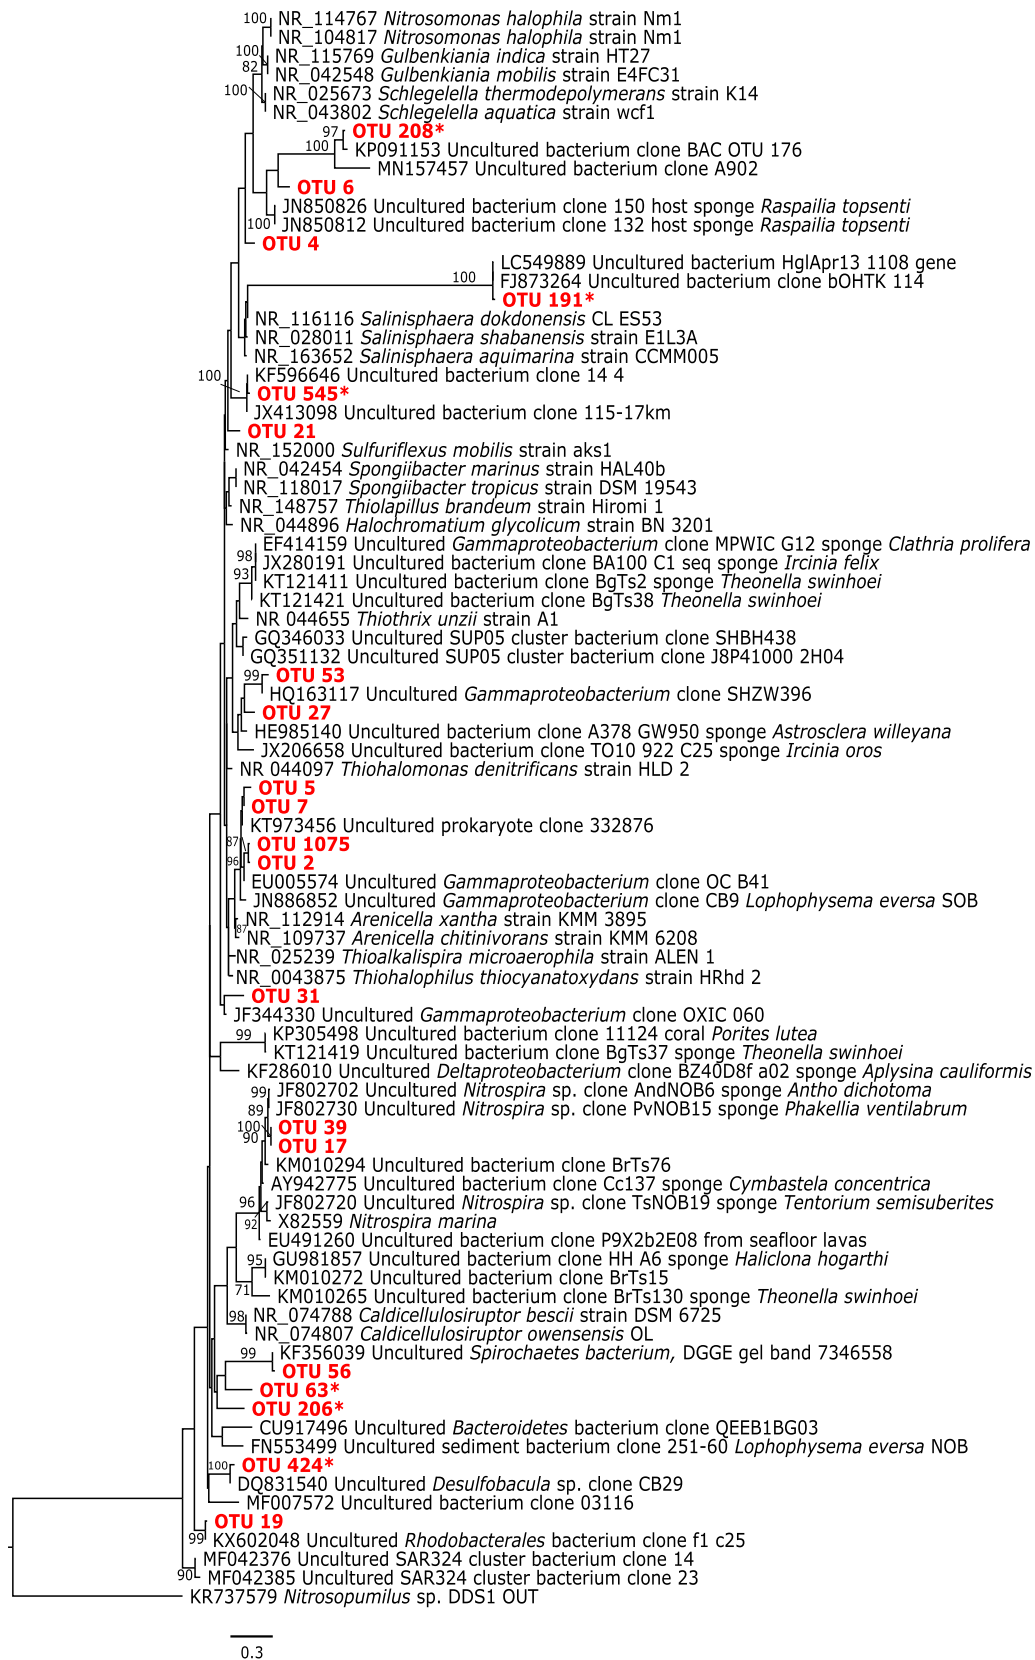 100 NR_114767 Nitrosomonas halophila strain Nm1
NR_104817 Nitrosomonas halophila strain Nm1
100 NR_115769 Gulbenkiania indica strain HT27
82 NR_042548 Gulbenkiania mobilis strain E4FC31
100 NR_025673 Schlegelella thermodepolymerans strain K14
NR_043802 Schlegelella aquatica strain wcf1
97 OTU 208*
100 KP091153 Uncultured bacterium clone BAC OTU 176
MN157457 Uncultured bacterium clone A902
OTU 6
JN850826 Uncultured bacterium clone 150 host sponge Raspailia topsenti
100 JN850812 Uncultured bacterium clone 132 host sponge Raspailia topsenti
OTU 4
LC549889 Uncultured bacterium HglApr13 1108 gene
100 FJ873264 Uncultured bacterium clone bOHTK 114
OTU 191*
NR_116116 Salinisphaera dokdonensis CL ES53
NR_028011 Salinisphaera shabanensis strain E1L3A
NR_163652 Salinisphaera aquimarina strain CCMM005
100 KF596646 Uncultured bacterium clone 14 4
OTU 545*
JX413098 Uncultured bacterium clone 115-17km
OTU 21
NR_152000 Sulfuriflexus mobilis strain aks1
NR_042454 Spongiibacter marinus strain HAL40b
NR_118017 Spongiibacter tropicus strain DSM 19543
NR_148757 Thiolapillus brandeum strain Hiromi 1
NR_044896 Halochromatium glycolicum strain BN 3201
EF414159 Uncultured Gammaproteobacterium clone MPWIC G12 sponge Clathria prolifera
98 JX280191 Uncultured bacterium clone BA100 C1 seq sponge Ircinia felix
93 KT121411 Uncultured bacterium clone BgTs2 sponge Theonella swinhoei
KT121421 Uncultured bacterium clone BgTs38 Theonella swinhoei
NR 044655 Thiothrix unzii strain A1
GQ346033 Uncultured SUP05 cluster bacterium clone SHBH438
GQ351132 Uncultured SUP05 cluster bacterium clone J8P41000 2H04
99 OTU 53
HQ163117 Uncultured Gammaproteobacterium clone SHZW396
OTU 27
HE985140 Uncultured bacterium clone A378 GW950 sponge Astrosclera willeyana
JX206658 Uncultured bacterium clone TO10 922 C25 sponge Ircinia oros
NR 044097 Thiohalomonas denitrificans strain HLD 2
OTU 5
OTU 7
KT973456 Uncultured prokaryote clone 332876
87 OTU 1075
96 OTU 2
EU005574 Uncultured Gammaproteobacterium clone OC B41
JN886852 Uncultured Gammaproteobacterium clone CB9 Lophophysema eversa SOB
NR_112914 Arenicella xantha strain KMM 3895
87 NR_109737 Arenicella chitinivorans strain KMM 6208
NR_025239 Thioalkalispira microaerophila strain ALEN 1
NR_0043875 Thiohalophilus thiocyanatoxydans strain HRhd 2
OTU 31
JF344330 Uncultured Gammaproteobacterium clone OXIC 060
99 KP305498 Uncultured bacterium clone 11124 coral Porites lutea
KT121419 Uncultured bacterium clone BgTs37 sponge Theonella swinhoei
KF286010 Uncultured Deltaproteobacterium clone BZ40D8f a02 sponge Aplysina cauliformis
99 JF802702 Uncultured Nitrospira sp. clone AndNOB6 sponge Antho dichotoma
89 JF802730 Uncultured Nitrospira sp. clone PvNOB15 sponge Phakellia ventilabrum
100 OTU 39
90 OTU 17
KM010294 Uncultured bacterium clone BrTs76
AY942775 Uncultured bacterium clone Cc137 sponge Cymbastela concentrica
96 JF802720 Uncultured Nitrospira sp. clone TsNOB19 sponge Tentorium semisuberites
92 X82559 Nitrospira marina
EU491260 Uncultured bacterium clone P9X2b2E08 from seafloor lavas
95 GU981857 Uncultured bacterium clone HH A6 sponge Haliclona hogarthi
KM010272 Uncultured bacterium clone BrTs15
71 KM010265 Uncultured bacterium clone BrTs130 sponge Theonella swinhoei
98 NR_074788 Caldicellulosiruptor bescii strain DSM 6725
NR_074807 Caldicellulosiruptor owensensis OL
99 KF356039 Uncultured Spirochaetes bacterium, DGGE gel band 7346558
OTU 56
OTU 63*
OTU 206*
CU917496 Uncultured Bacteroidetes bacterium clone QEEB1BG03
FN553499 Uncultured sediment bacterium clone 251-60 Lophophysema eversa NOB
100 OTU 424*
DQ831540 Uncultured Desulfobacula sp. clone CB29
MF007572 Uncultured bacterium clone 03116
OTU 19
99 KX602048 Uncultured Rhodobacterales bacterium clone f1 c25
MF042376 Uncultured SAR324 cluster bacterium clone 14
90 MF042385 Uncultured SAR324 cluster bacterium clone 23
KR737579 Nitrosopumilus sp. DDS1 OUT
0.3